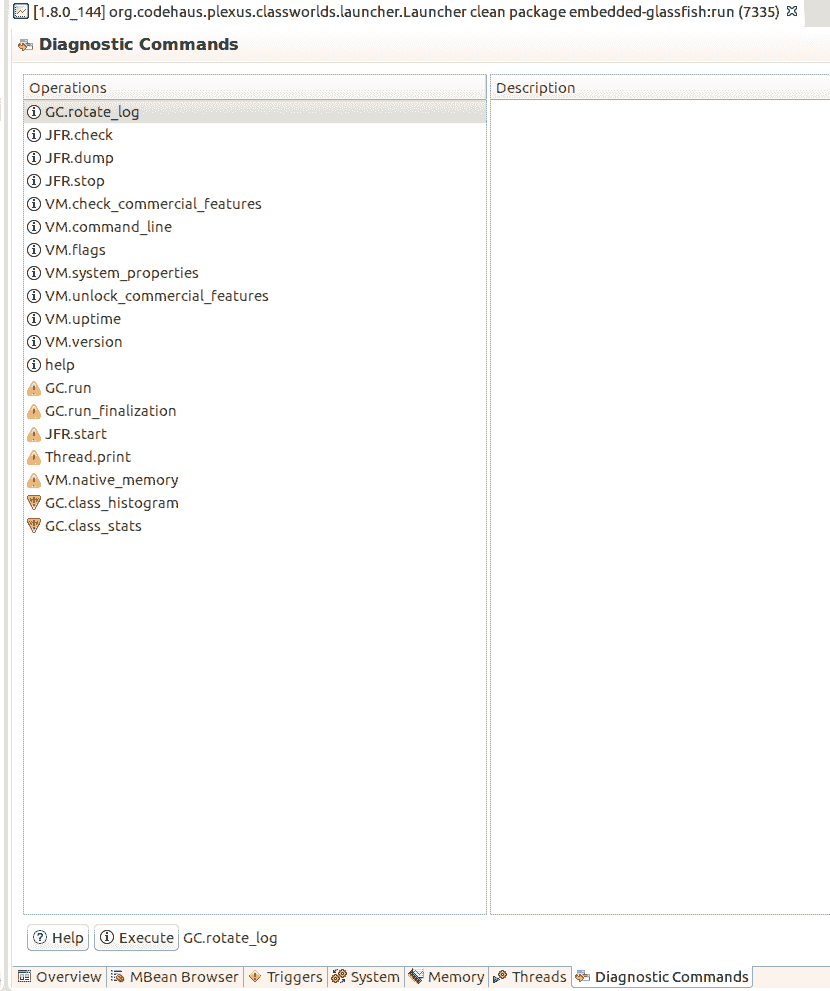 [1.8.0_144] org.codehaus.plexus.classworlds.launcher.Launcher clean package embedded-glassfish:run (7335)
Diagnostic Commands
Operations
Description
GC.rotate_log
JFR.check
JFR.dump
JFR.stop
VM.check_commercial_features
VM.command_line
VM.flags
VM.system_properties
VM.unlock_commercial_features
VM.uptime
VM.version
help
GC.run
GC.run_finalization
JFR.start
Thread.print
VM.native_memory
GC.class_histogram
GC.class_stats
Help Execute GC.rotate_log
Overview MBean Browser Triggers System Memory Threads Diagnostic Commands